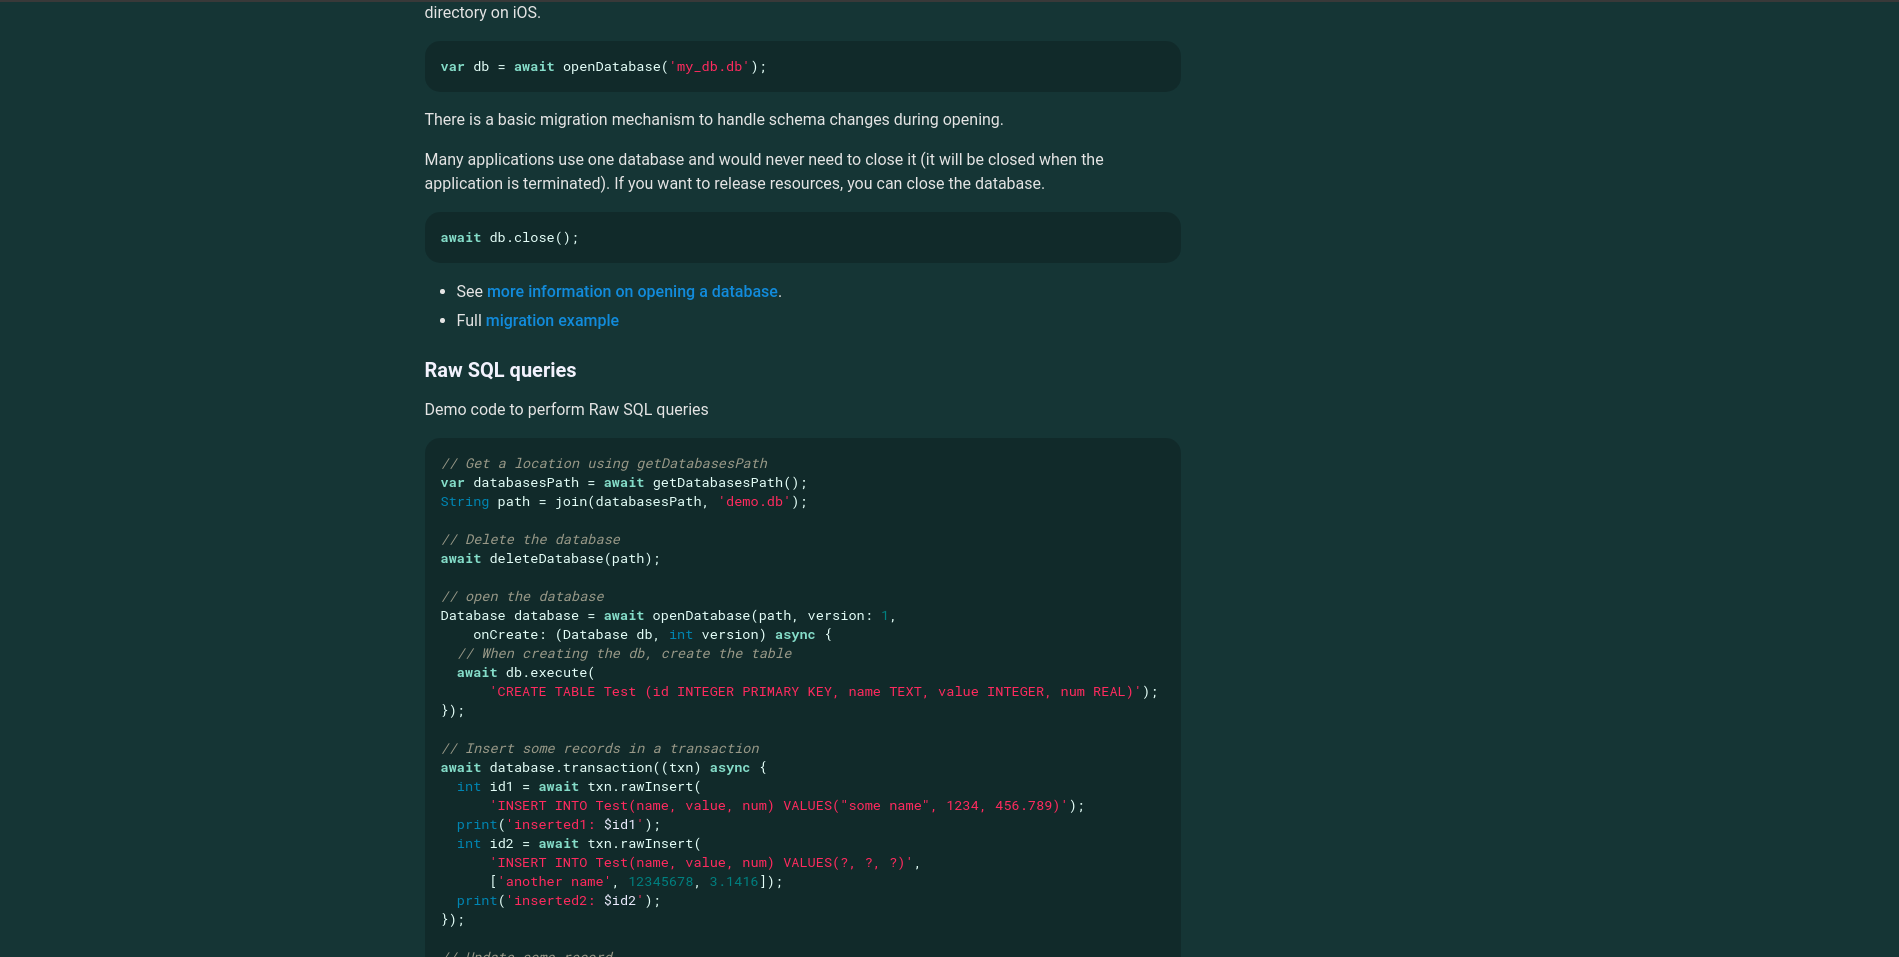 directory on iOS.
var db = await openDatabase('my_db.db');
There is a basic migration mechanism to handle schema changes during opening.
Many applications use one database and would never need to close it (it will be closed when the
application is terminated). If you want to release resources, you can close the database.
await db.close();
• See more information on opening a database.
• Full migration example
Raw SQL queries
Demo code to perform Raw SQL queries
// Get a location using getDatabasesPath
var databasesPath = await getDatabasesPath();
String path = join(databasesPath, 'demo.db');
// Delete the database
await deleteDatabase(path);
// open the database
Database database = await openDatabase(path, version: 1,
    onCreate: (Database db, int version) async {
  // When creating the db, create the table
  await db.execute(
      'CREATE TABLE Test (id INTEGER PRIMARY KEY, name TEXT, value INTEGER, num REAL)');
});
// Insert some records in a transaction
await database.transaction((txn) async {
  int id1 = await txn.rawInsert(
      'INSERT INTO Test(name, value, num) VALUES("some name", 1234, 456.789)');
  print('inserted1: $id1');
  int id2 = await txn.rawInsert(
      'INSERT INTO Test(name, value, num) VALUES(?, ?, ?)',
      ['another name', 12345678, 3.1416]);
  print('inserted2: $id2');
});
// Update some record